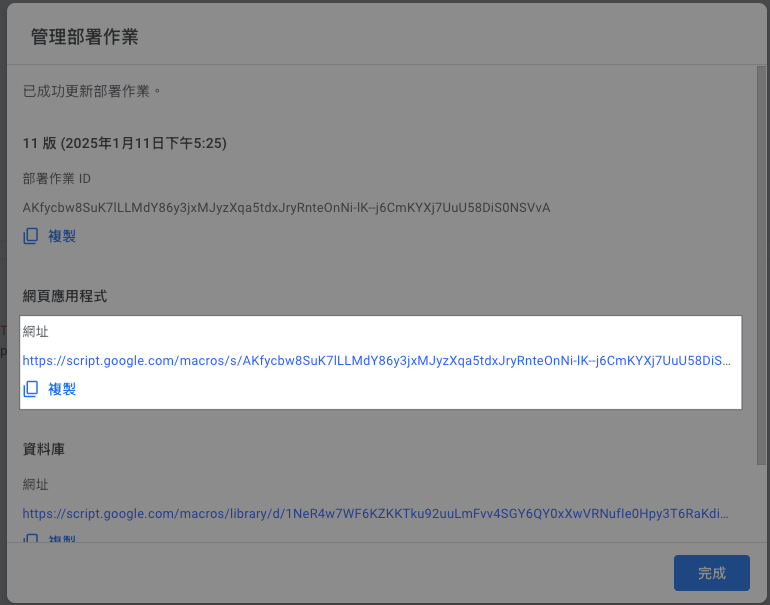 管理部署作業
已成功更新部署作業。
11 版 (2025年1月11日下午5:25)
部署作業 ID
AKfycbw8SuK7lLLMdY86y3jxMJyzXqa5tdxJryRnteOnNi-lK--j6CmKYXj7UuU58DiS0NSVvA
複製
網頁應用程式
網址
https://script.google.com/macros/s/AKfycbw8SuK7lLLMdY86y3jxMJyzXqa5tdxJryRnteOnNi-lK--j6CmKYXj7UuU58DiS...
複製
資料庫
網址
https://script.google.com/macros/library/d/1NeR4w7WF6KZKKTku92uuLmFvv4SGY6QY0xXwVRNufIe0Hpy3T6RaKdi...
複製
完成